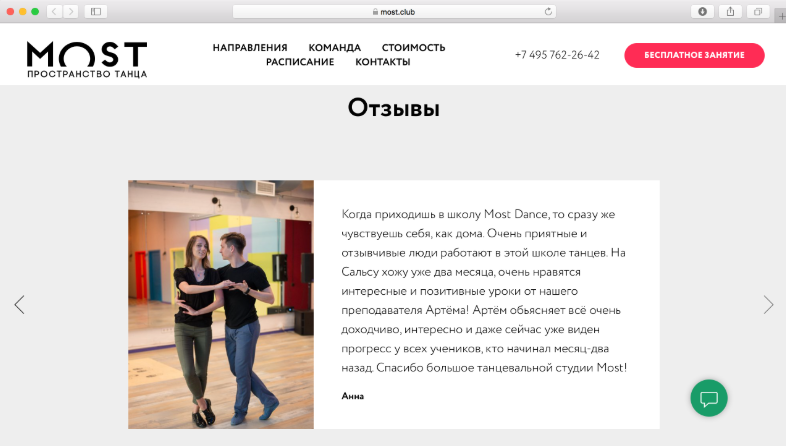 most.club
MOST
ПРОСТРАНСТВО ТАНЦА
НАПРАВЛЕНИЯ КОМАНДА СТОИМОСТЬ
РАСПИСАНИЕ КОНТАКТЫ
+7 495 762-26-42
БЕСПЛАТНОЕ ЗАНЯТИЕ
Отзывы
Когда приходишь в школу Most Dance, то сразу же
чувствуешь себя, как дома. Очень приятные и
отзывчивые люди работают в этой школе танцев. На
Сальсу хожу уже два месяца, очень нравятся
интересные и позитивные уроки от нашего
преподавателя Артёма! Артём обьясняет всё очень
доходчиво, интересно и даже сейчас уже виден
прогресс у всех учеников, кто начинал месяц-два
назад. Спасибо большое танцевальной студии Most!
Анна